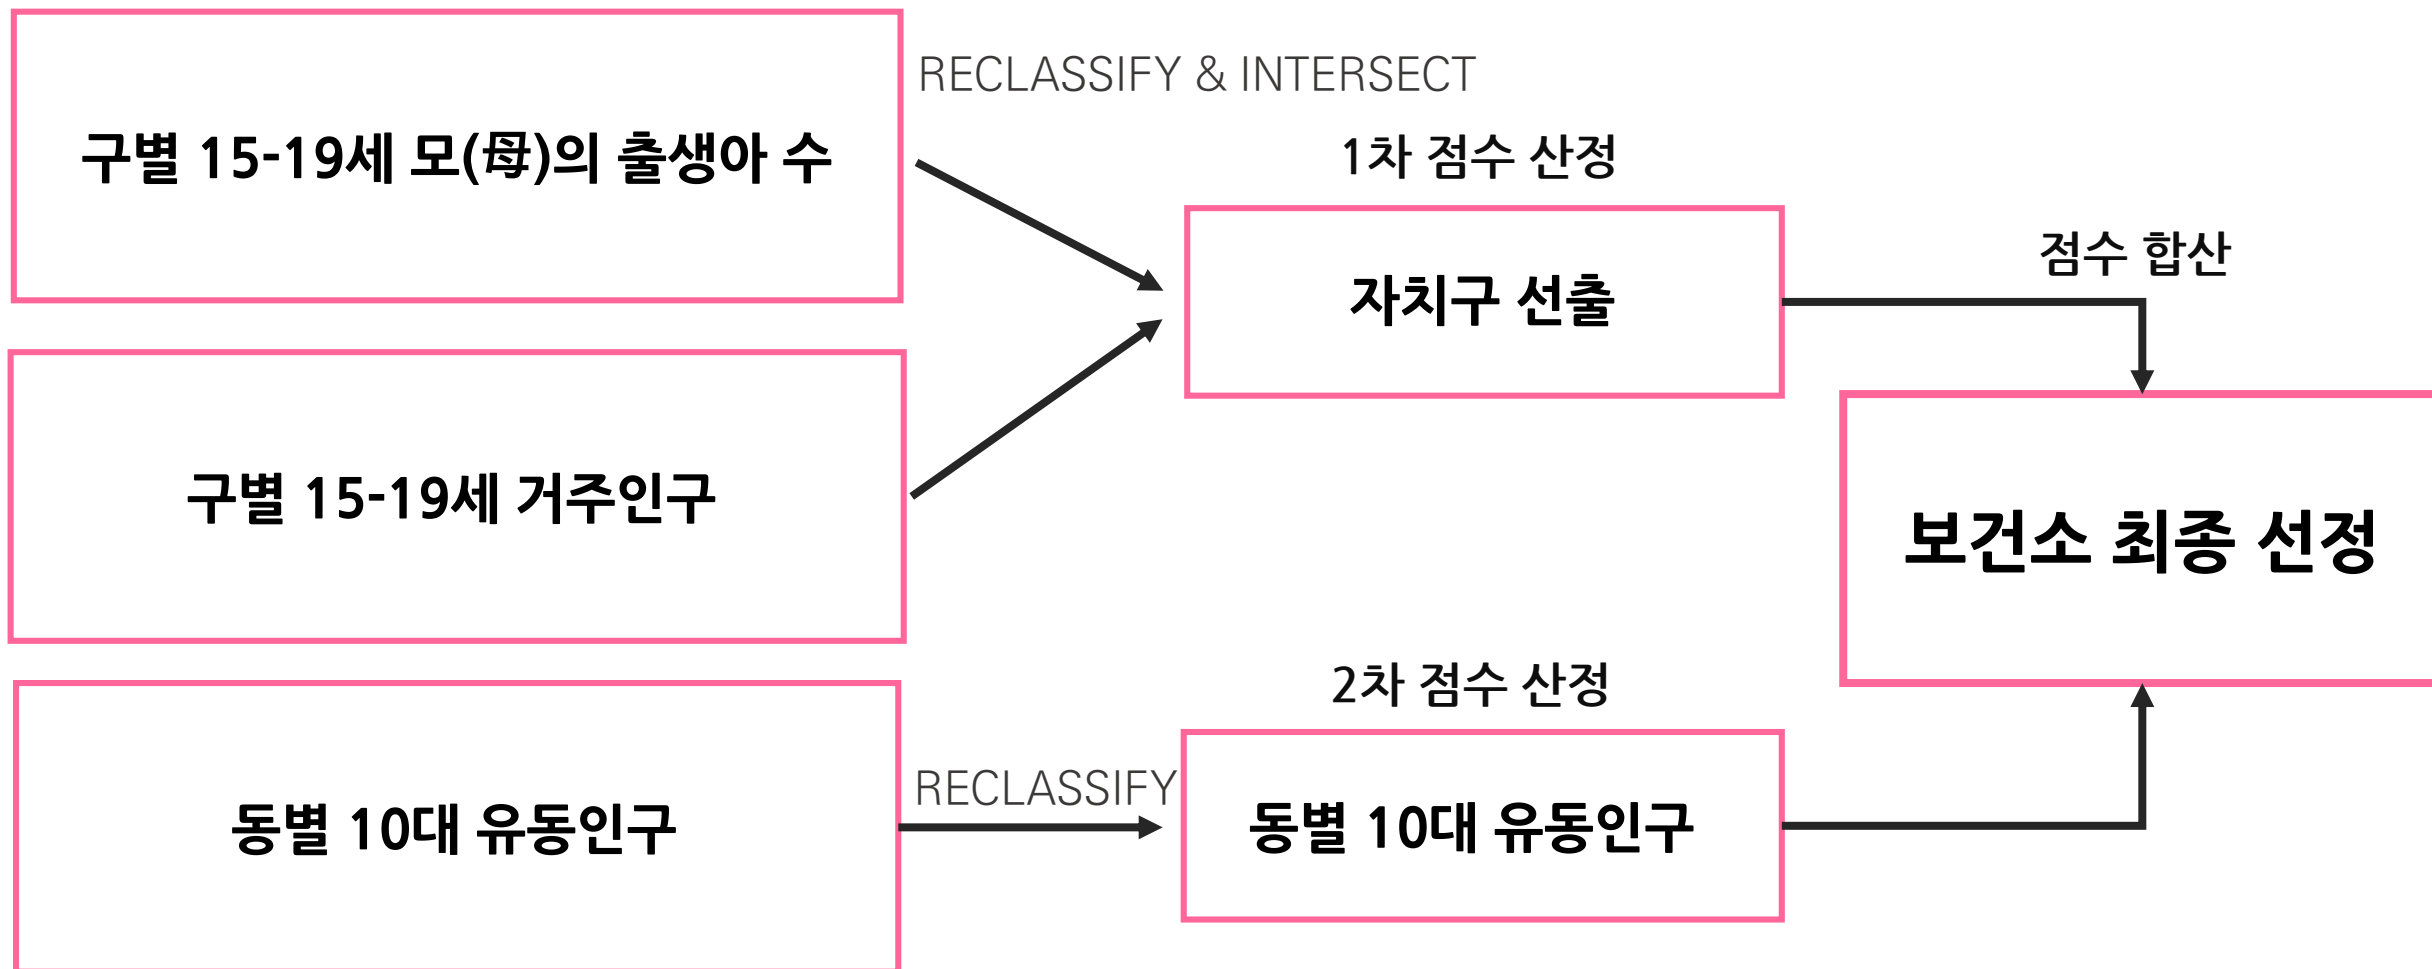 구별 15-19세 모(母)의 출생아 수
RECLASSIFY & INTERSECT
1차 점수 산정
자치구 선출
점수 합산
구별 15-19세 거주인구
보건소 최종 선정
2차 점수 산정
동별 10대 유동인구
RECLASSIFY
동별 10대 유동인구